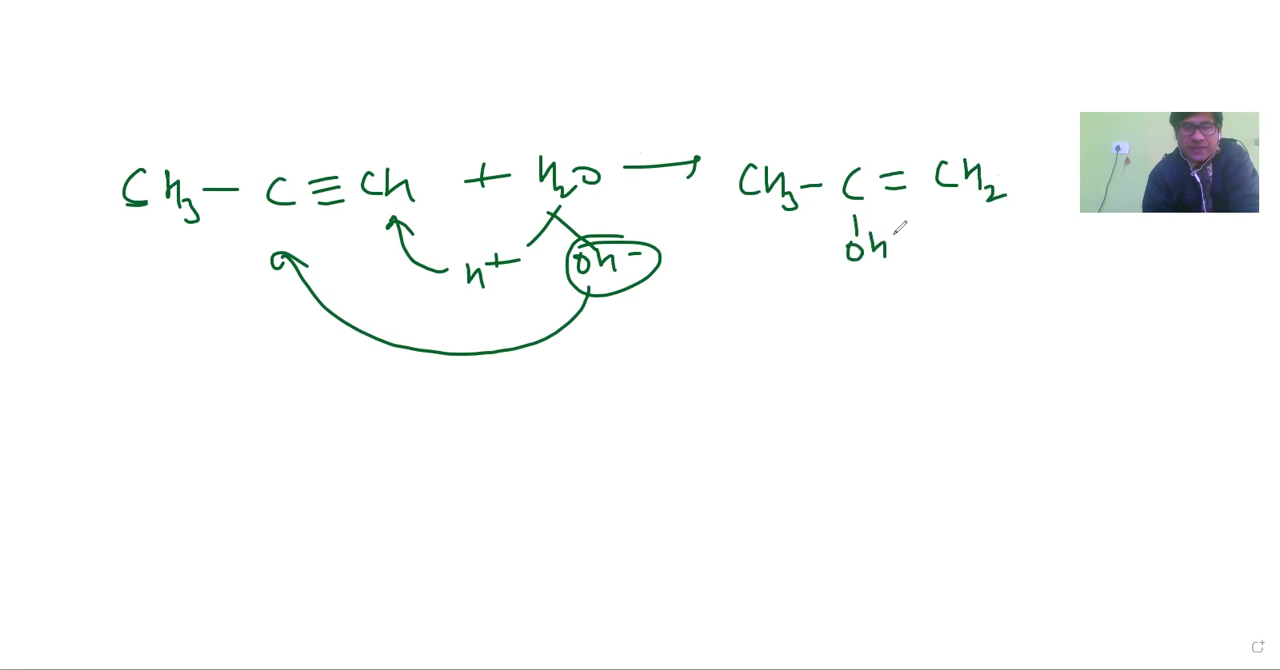 CH3 - C ≡ CH + H2O → CH3 - C = CH2
H+ OH- OH